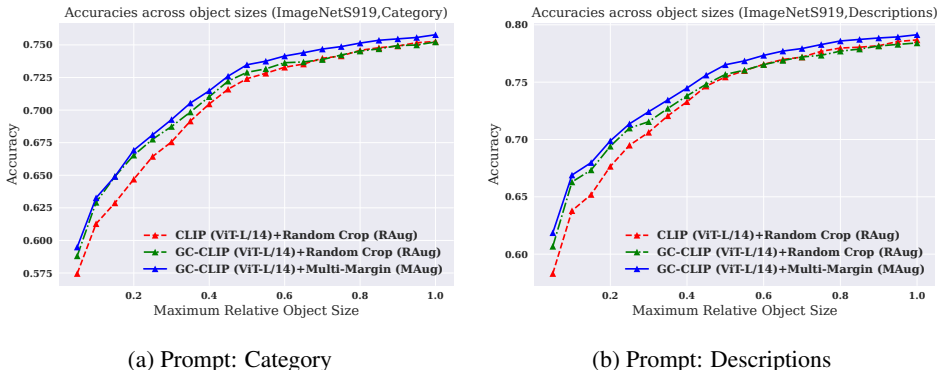 Accuracies across object sizes (ImageNetS919,Category)
0.750
0.725
0.700
0.675
0.650
0.625
0.600
0.575
Accuracy
CLIP (ViT-L/14)+Random Crop (RAug)
GC-CLIP (ViT-L/14)+Random Crop (RAug)
GC-CLIP (ViT-L/14)+Multi-Margin (MAug)
0.2 0.4 0.6 0.8 1.0
Maximum Relative Object Size
(a) Prompt: Category
Accuracies across object sizes (ImageNetS919,Descriptions)
0.80
0.75
0.70
0.65
0.60
Accuracy
CLIP (ViT-L/14)+Random Crop (RAug)
GC-CLIP (ViT-L/14)+Random Crop (RAug)
GC-CLIP (ViT-L/14)+Multi-Margin (MAug)
0.2 0.4 0.6 0.8 1.0
Maximum Relative Object Size
(b) Prompt: Descriptions